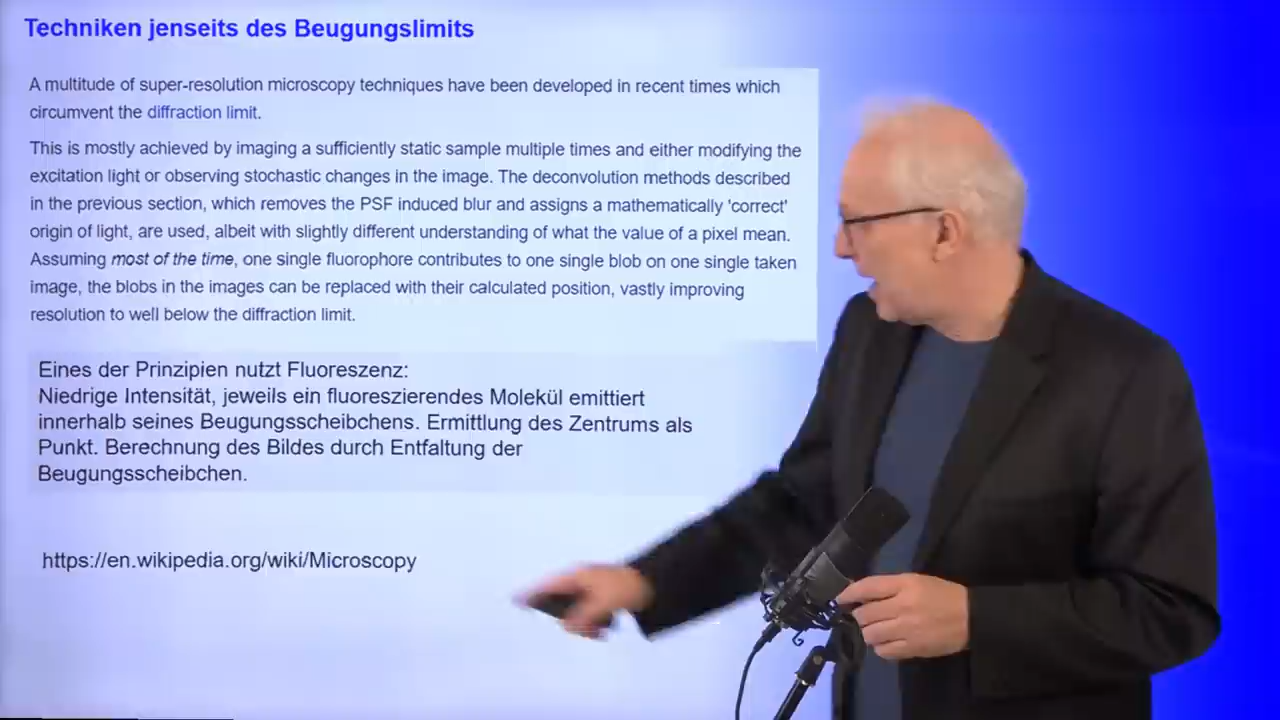 Techniken jenseits des Beugungslimits
A multitude of super-resolution microscopy techniques have been developed in recent times which
circumvent the diffraction limit.
This is mostly achieved by imaging a sufficiently static sample multiple times and either modifying the
excitation light or observing stochastic changes in the image. The deconvolution methods described
in the previous section, which removes the PSF induced blur and assigns a mathematically 'correct'
origin of light, are used, albeit with slightly different understanding of what the value of a pixel mean.
Assuming most of the time, one single fluorophore contributes to one single blob on one single taken
image, the blobs in the images can be replaced with their calculated position, vastly improving
resolution to well below the diffraction limit.
Eines der Prinzipien nutzt Fluoreszenz:
Niedrige Intensität, jeweils ein fluoreszierendes Molekül emittiert
innerhalb seines Beugungsscheibchens. Ermittlung des Zentrums als
Punkt. Berechnung des Bildes durch Entfaltung der
Beugungsscheibchen.
https://en.wikipedia.org/wiki/Microscopy